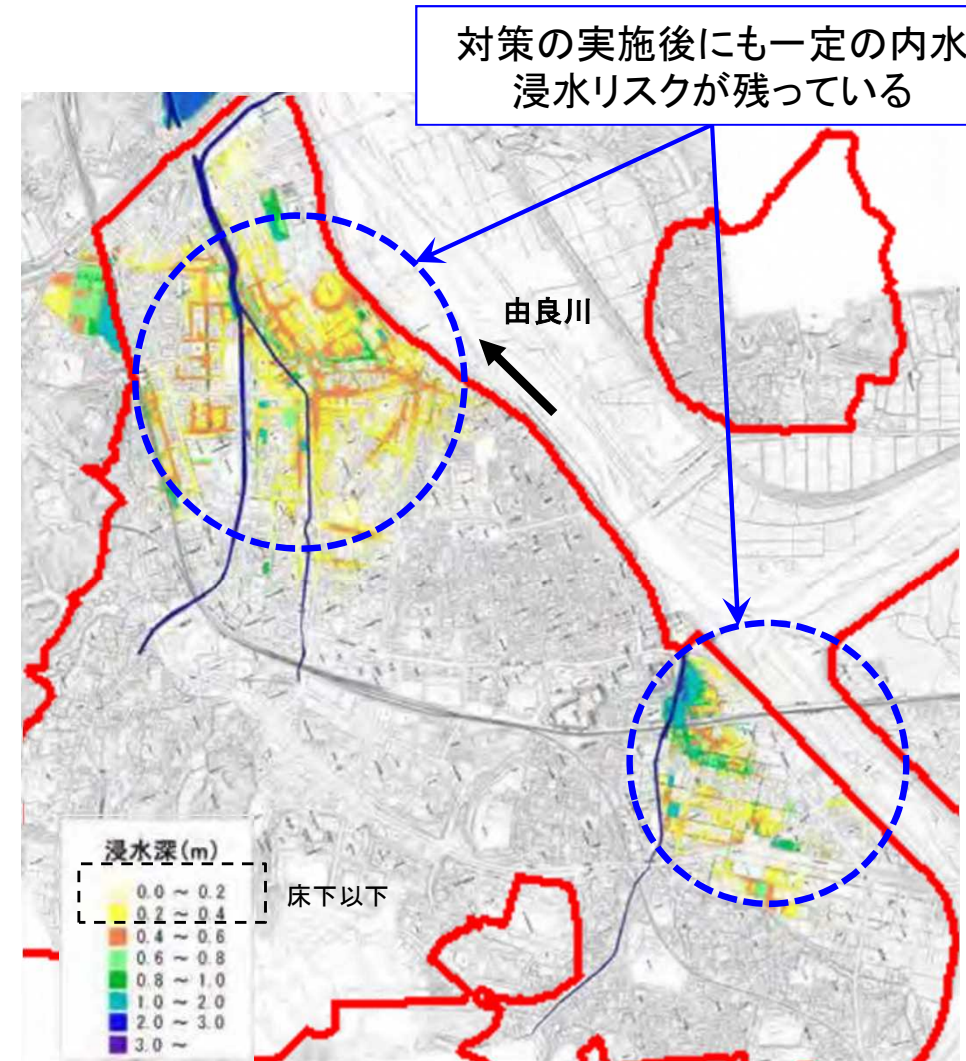 対策の実施後にも一定の内水
浸水リスクが残っている
由良川
浸水深(m)
0.0 ～ 0.2
0.2 ～ 0.4
0.4 ～ 0.6
0.6 ～ 0.8
0.8 ～ 1.0
1.0 ～ 2.0
2.0 ～ 3.0
3.0 ～
床下以下